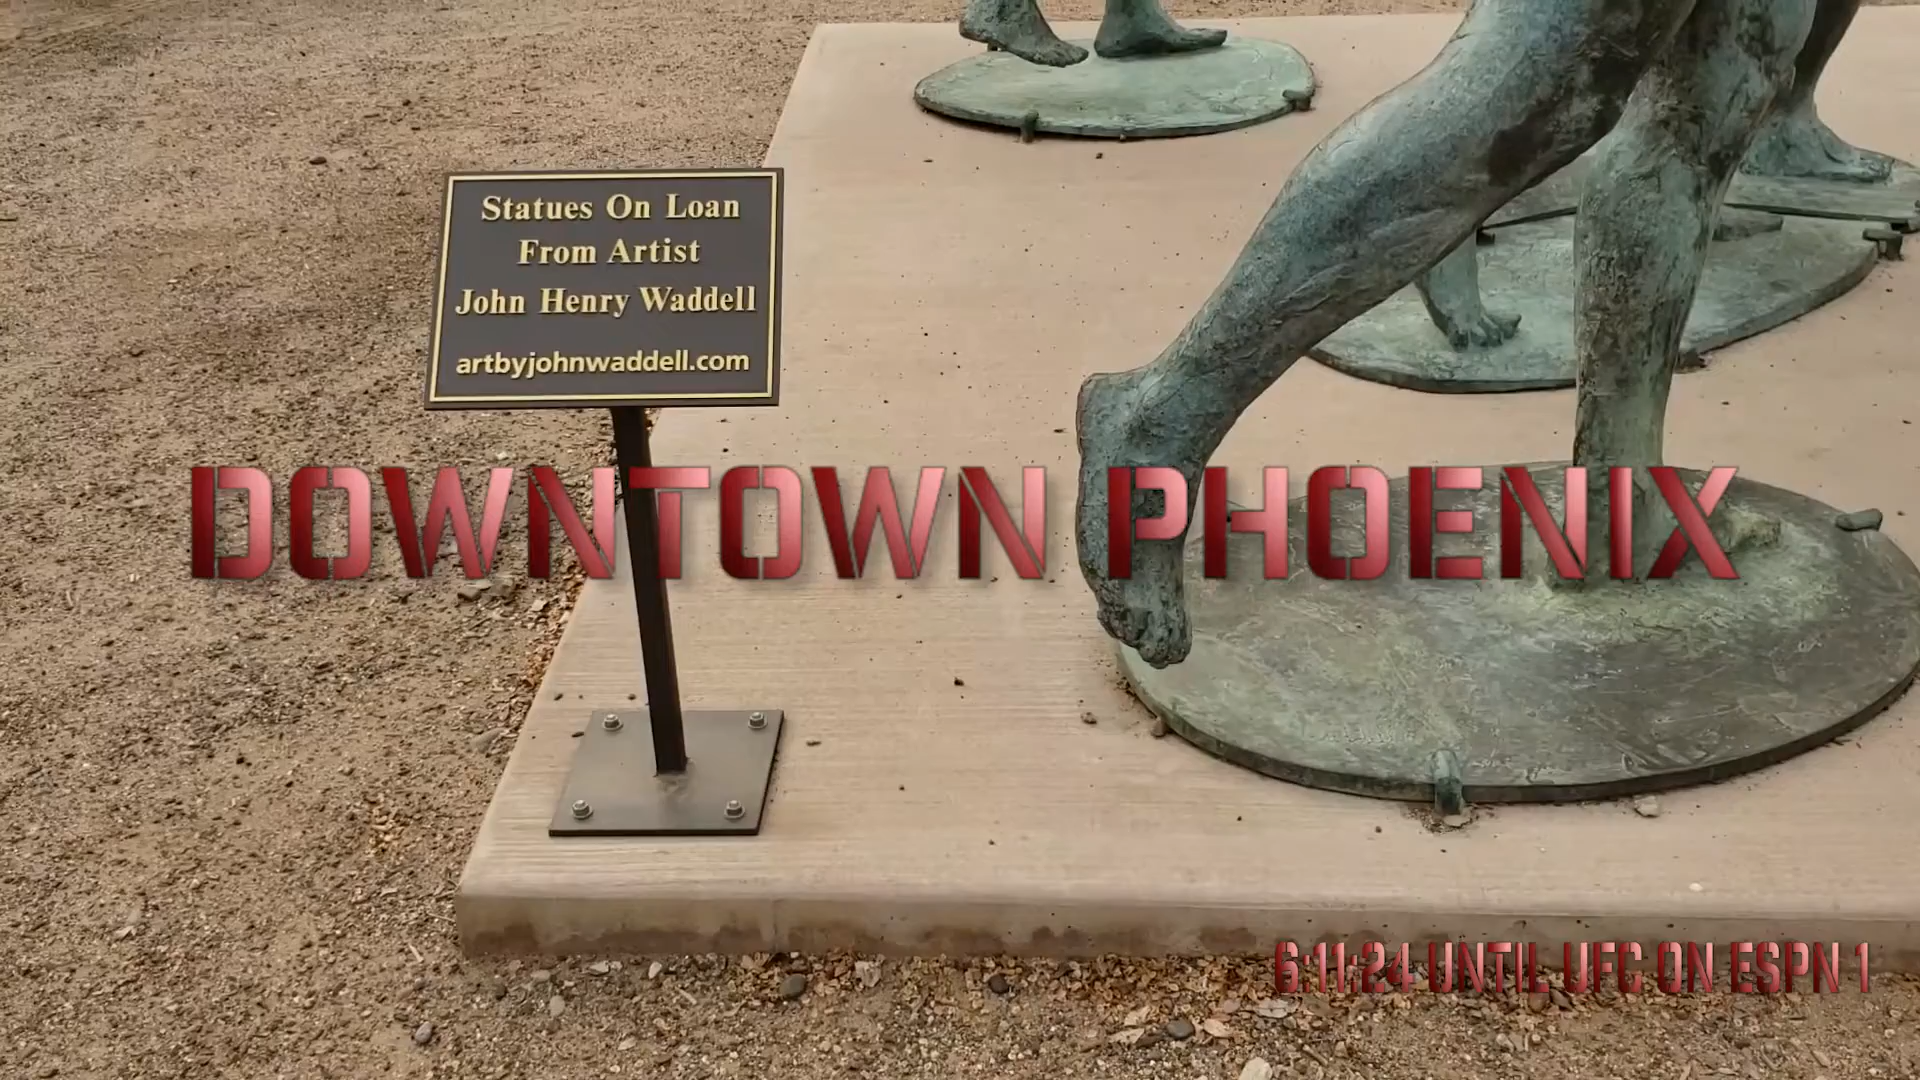 Statues On Loan
From Artist
John Henry Waddell
artbyjohnwaddell.com
DOWNTOWN PHOENIX
6:11:24 UNTIL UFC ON ESPN 1